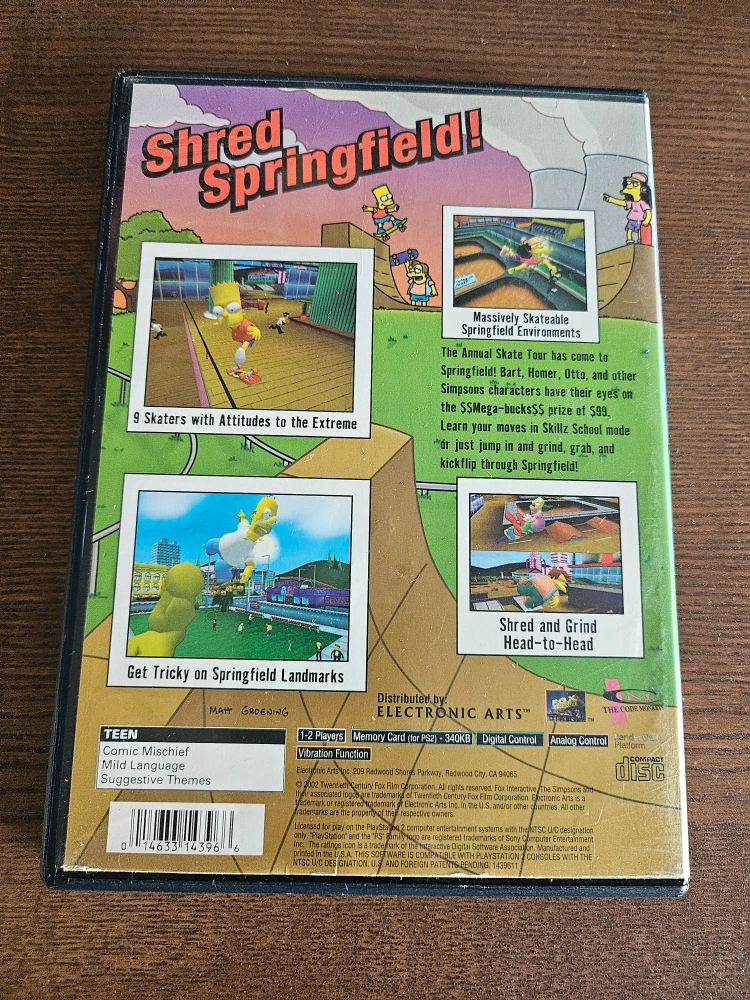 Shred
Springfield!
9 Skaters with Attitudes to the Extreme
Massively Skateable
Springfield Environments
The Annual Skate Tour has come to
Springfield! Bart, Homer, Otto, and other
Simpsons characters have their eyes on
the $$Mega-bucks$$ prize of $99.
Learn your moves in Skillz School mode
or just jump in and grind, grab, and
kickflip through Springfield!
Get Tricky on Springfield Landmarks
Shred and Grind
Head-to-Head
MATT GROENING
Distributed by:
ELECTRONIC ARTS™
THE CODE MONKEYS
TEEN
Comic Mischief
Mild Language
Suggestive Themes
1-2 Players
Memory Card (for PS2) - 340KB
Digital Control
Analog Control
Vibration Function
RenderWare
Platform
COMPACT
disc
Electronic Arts Inc. 209 Redwood Shores Parkway, Redwood City, CA 94065.
© 2002 Twentieth Century Fox Film Corporation. All rights reserved. Fox Interactive, The Simpsons and
their associated logos are trademarks of Twentieth Century Fox Film Corporation. Electronic Arts is a
trademark or registered trademark of Electronic Arts Inc. in the U.S. and/or other countries. All other
trademarks are the property of their respective owners.
Licensed for play on the PlayStation 2 computer entertainment systems with the NTSC U/C designation
only. "PlayStation" and the "PS" Family logo are registered trademarks of Sony Computer Entertainment
Inc. The ratings icon is a trademark of the Interactive Digital Software Association. Manufactured and
printed in the U.S.A. THIS SOFTWARE IS COMPATIBLE WITH PLAYSTATION 2 CONSOLES WITH THE
NTSC U/C DESIGNATION. U.S. AND FOREIGN PATENTS PENDING. 1439611
0 14633 14396 6